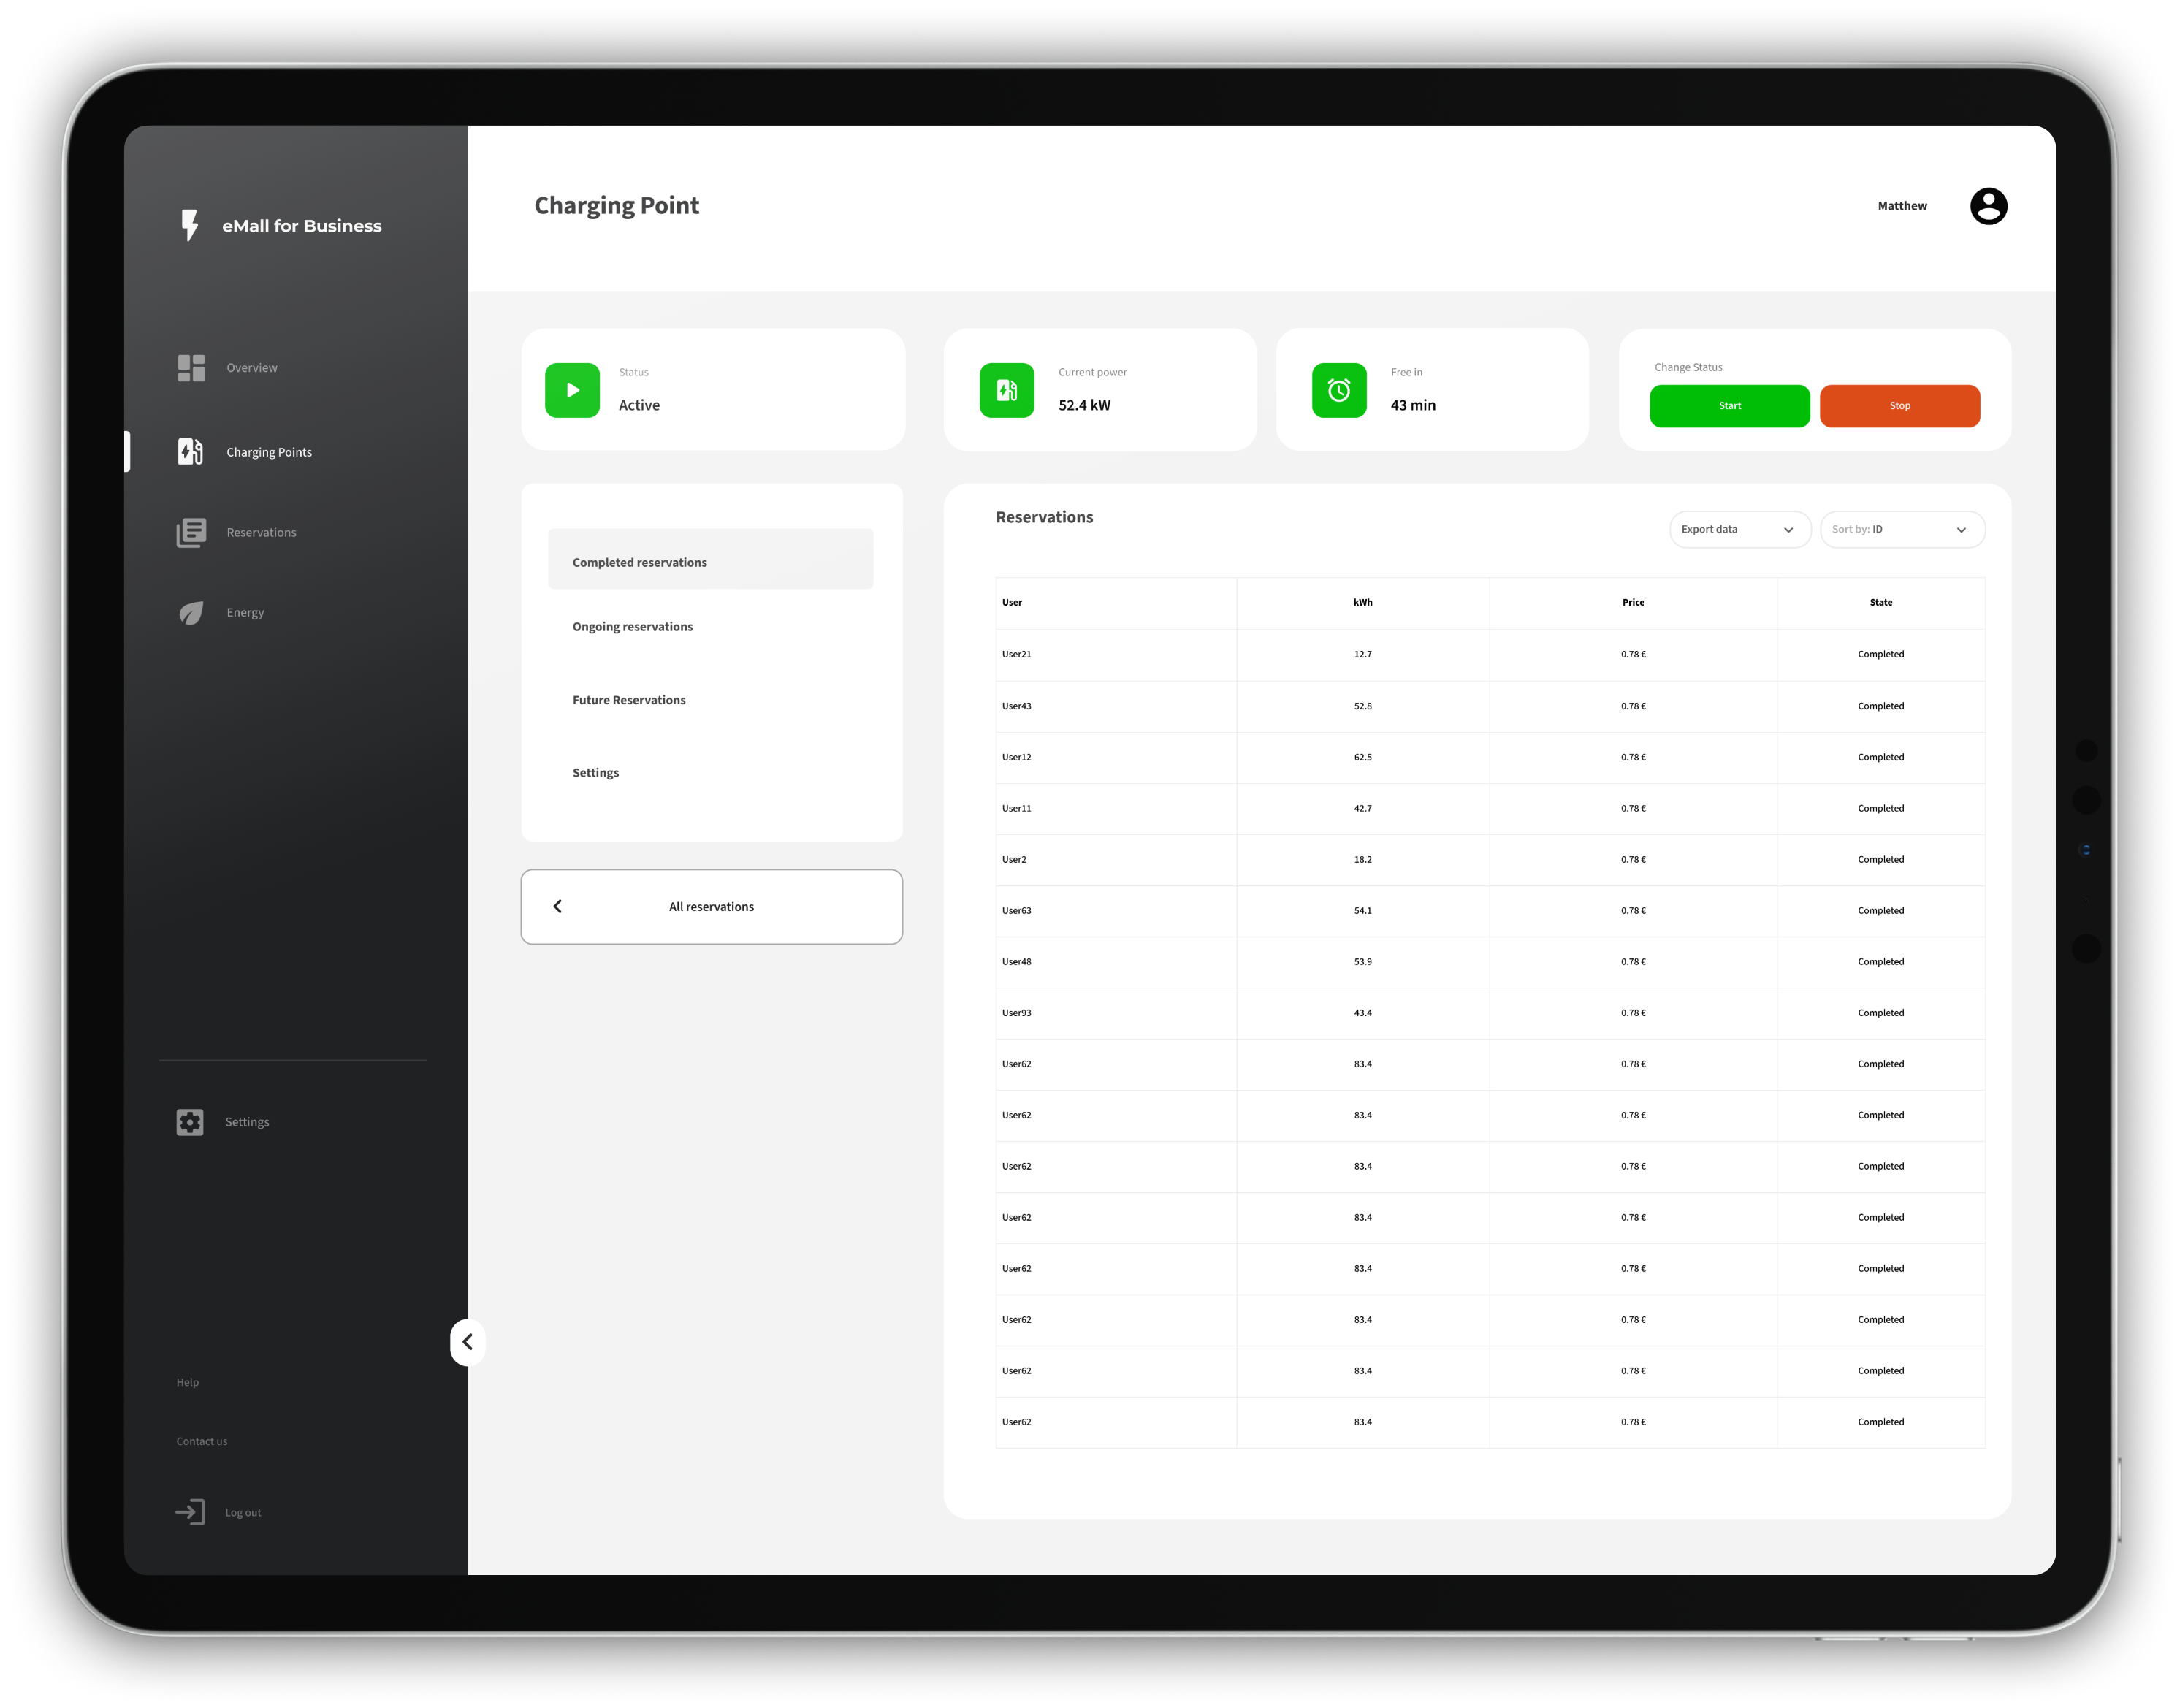 eMall for Business
Overview
Charging Points
Reservations
Energy
Settings
Help
Contact us
Log out
Charging Point
Matthew
Status
Active
Current power
52.4 kW
Free in
43 min
Change Status
Start Stop
Completed reservations
Ongoing reservations
Future Reservations
Settings
All reservations
Reservations
Export data Sort by: ID
User kWh Price State
User21 12.7 0.78 € Completed
User43 52.8 0.78 € Completed
User12 62.5 0.78 € Completed
User11 42.7 0.78 € Completed
User2 18.2 0.78 € Completed
User63 54.1 0.78 € Completed
User48 53.9 0.78 € Completed
User93 43.4 0.78 € Completed
User62 83.4 0.78 € Completed
User62 83.4 0.78 € Completed
User62 83.4 0.78 € Completed
User62 83.4 0.78 € Completed
User62 83.4 0.78 € Completed
User62 83.4 0.78 € Completed
User62 83.4 0.78 € Completed
User62 83.4 0.78 € Completed